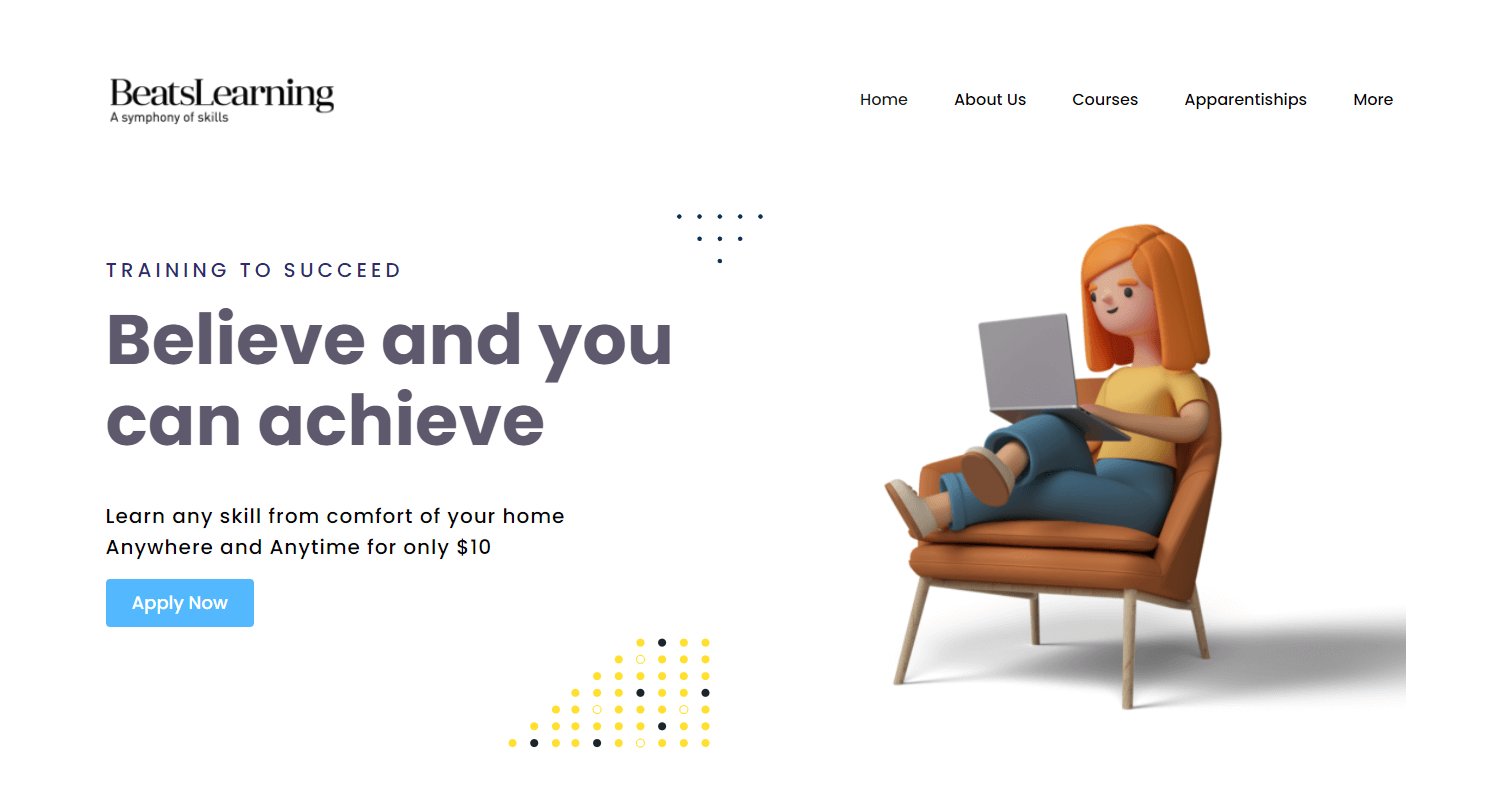 BeatsLearning
A symphony of skills
Home About Us Courses Apparentiships More
TRAINING TO SUCCEED
Believe and you
can achieve
Learn any skill from comfort of your home
Anywhere and Anytime for only $10
Apply Now